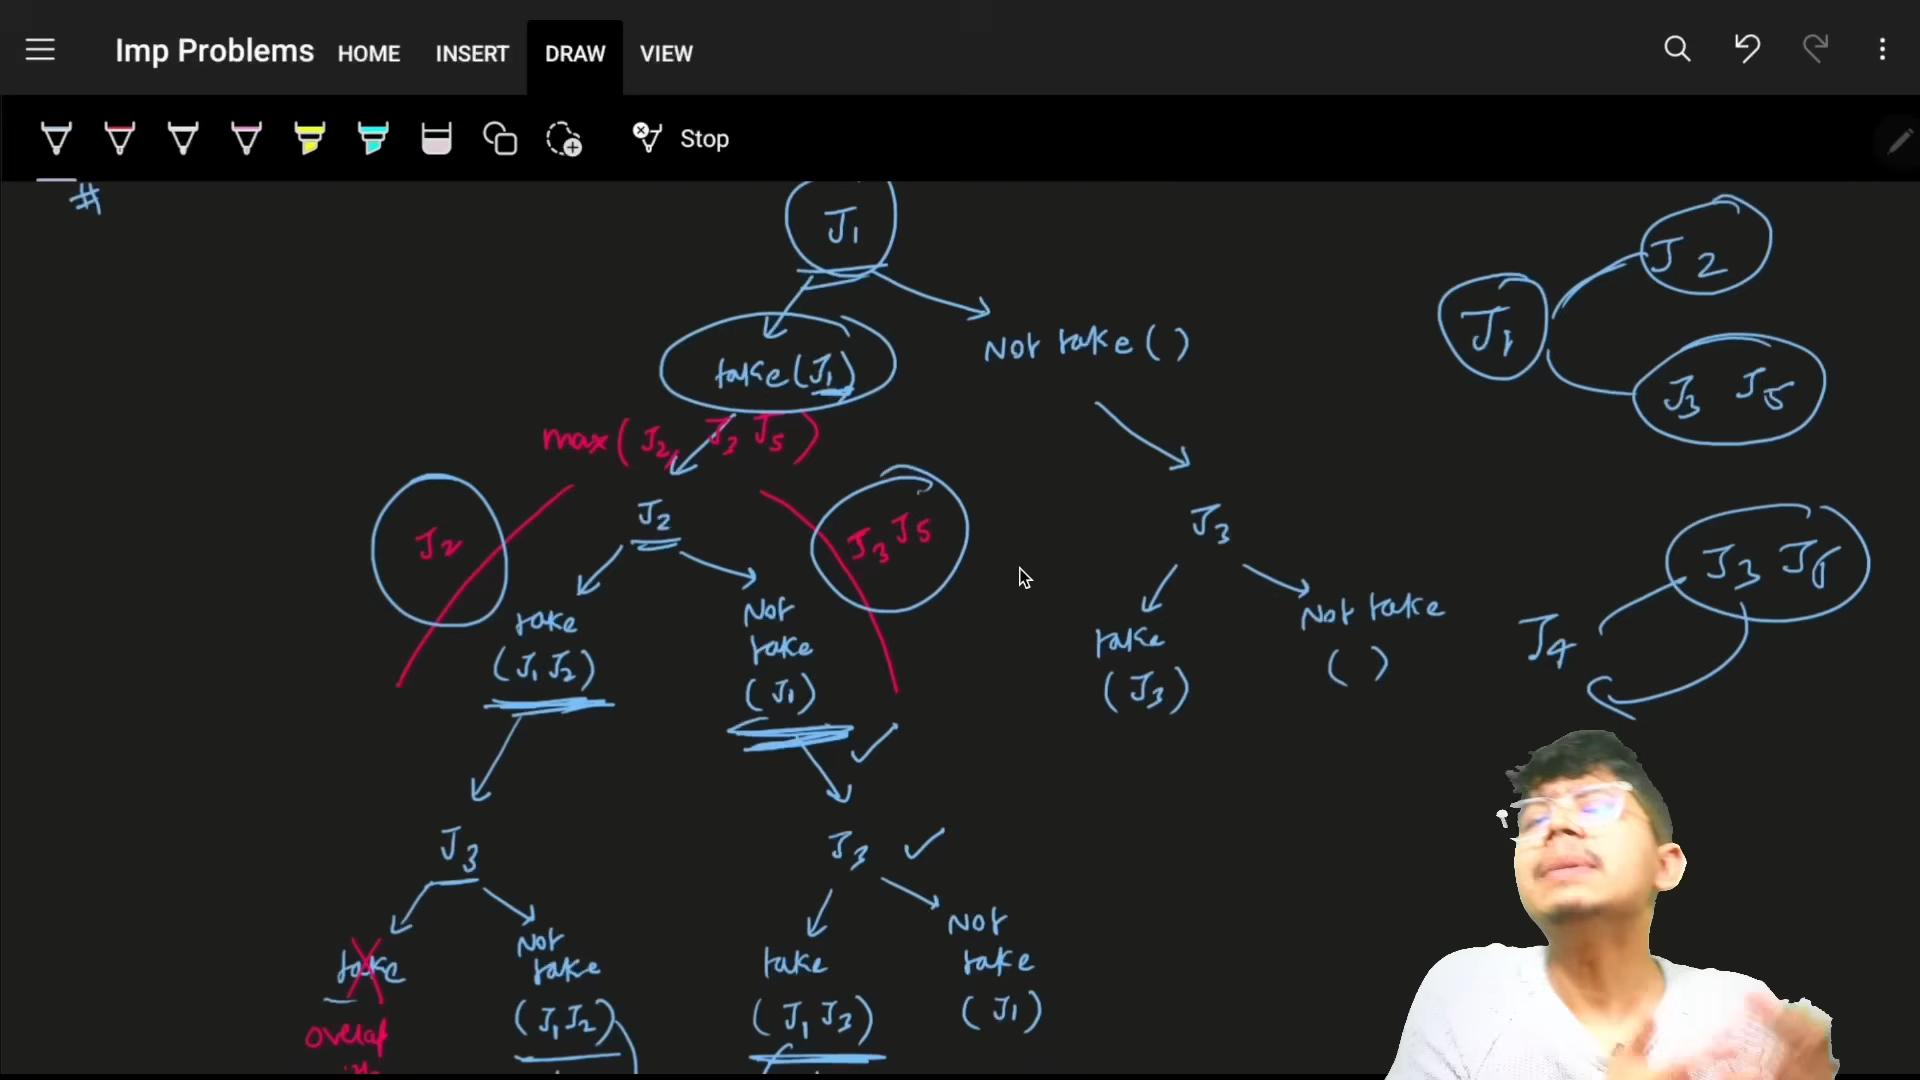 Imp Problems HOME INSERT DRAW VIEW
Stop
#
J1
J2
J1
take(J1)
Not take ( )
J3 J5
max( J2, J3 J5 )
J2
J2
J3 J5
J3
J3 J5
J4
take
(J1 J2)
Not
take
(J1)
take
(J3)
Not take
( )
J3
J3
take
overlap
Not
take
(J1 J2)
take
(J1 J3)
Not
take
(J1)